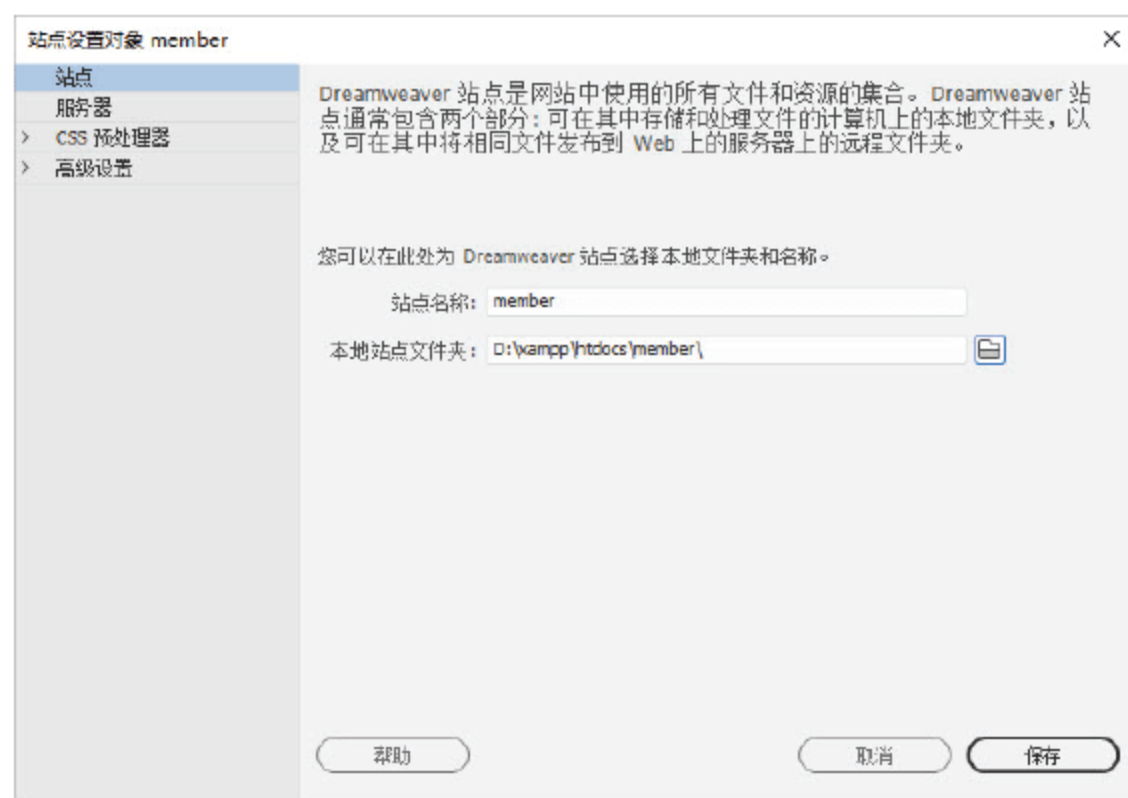 站点设置对象 member
站点
服务器
CSS 预处理器
高级设置
Dreamweaver 站点是网站中使用的所有文件和资源的集合。Dreamweaver 站
点通常包含两个部分：可在其中存储和处理文件的计算机上的本地文件夹，以
及可在其中将相同文件发布到 Web 上的服务器上的远程文件夹。
您可以在此处为 Dreamweaver 站点选择本地文件夹和名称。
站点名称： member
本地站点文件夹： D:\xampp\htdocs\member\
帮助
取消
保存